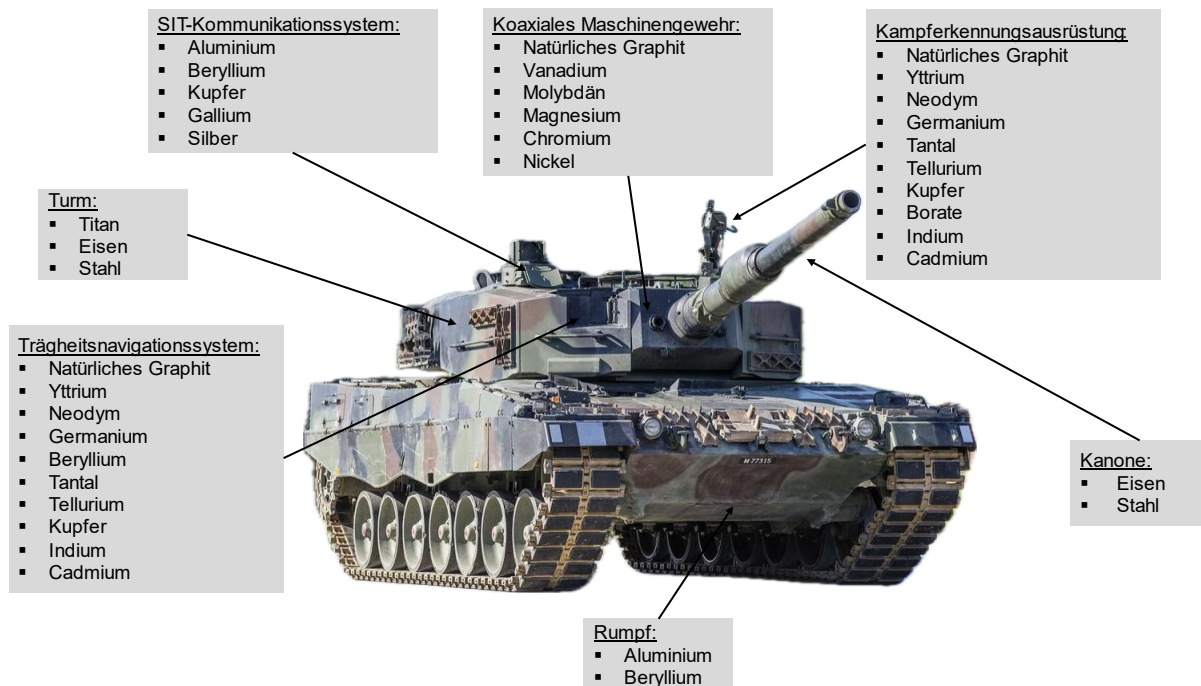 SIT-Kommunikationssystem:
▪ Aluminium
▪ Beryllium
▪ Kupfer
▪ Gallium
▪ Silber
Koaxiales Maschinengewehr:
▪ Natürliches Graphit
▪ Vanadium
▪ Molybdän
▪ Magnesium
▪ Chromium
▪ Nickel
Kampferkennungsausrüstung:
▪ Natürliches Graphit
▪ Yttrium
▪ Neodym
▪ Germanium
▪ Tantal
▪ Tellurium
▪ Kupfer
▪ Borate
▪ Indium
▪ Cadmium
Turm:
▪ Titan
▪ Eisen
▪ Stahl
Trägheitsnavigationssystem:
▪ Natürliches Graphit
▪ Yttrium
▪ Neodym
▪ Germanium
▪ Beryllium
▪ Tantal
▪ Tellurium
▪ Kupfer
▪ Indium
▪ Cadmium
M 77315
Kanone:
▪ Eisen
▪ Stahl
Rumpf:
▪ Aluminium
▪ Beryllium